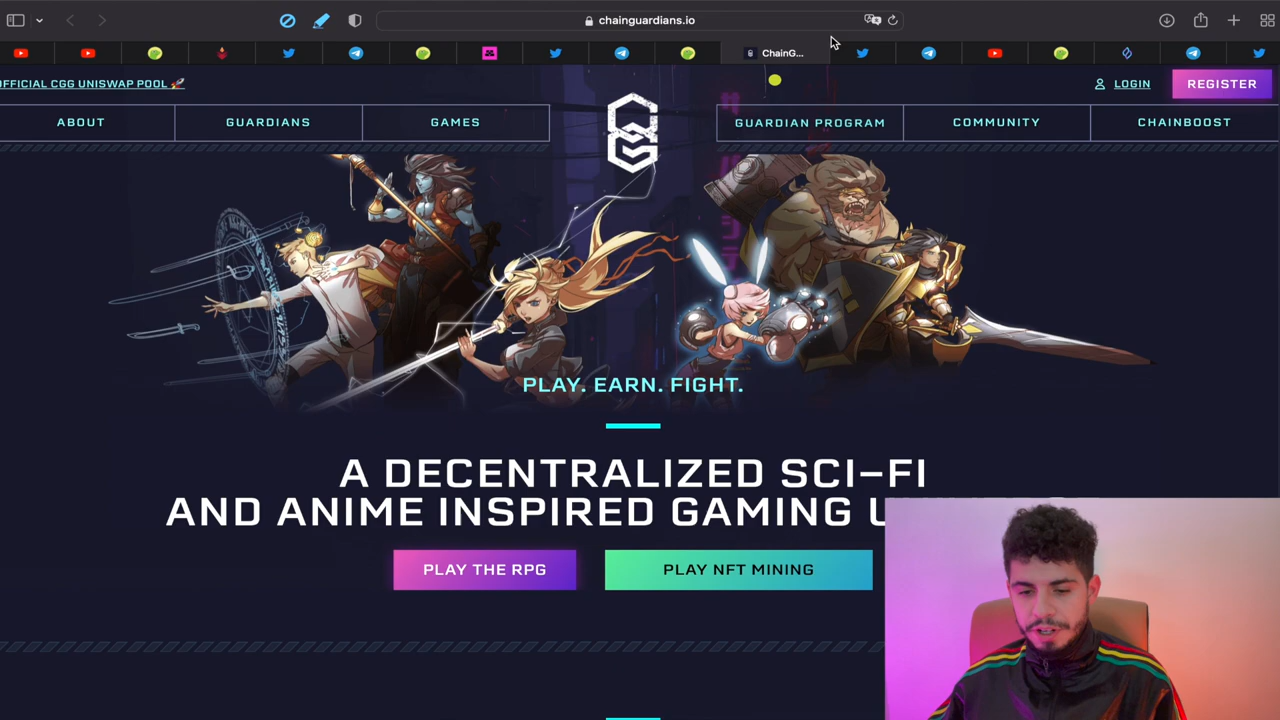 chainguardians.io
ChainG...
OFFICIAL CGG UNISWAP POOL 🚀
LOGIN
REGISTER
ABOUT
GUARDIANS
GAMES
GUARDIAN PROGRAM
COMMUNITY
CHAINBOOST
PLAY. EARN. FIGHT.
A DECENTRALIZED SCI–FI
AND ANIME INSPIRED GAMING
PLAY THE RPG
PLAY NFT MINING